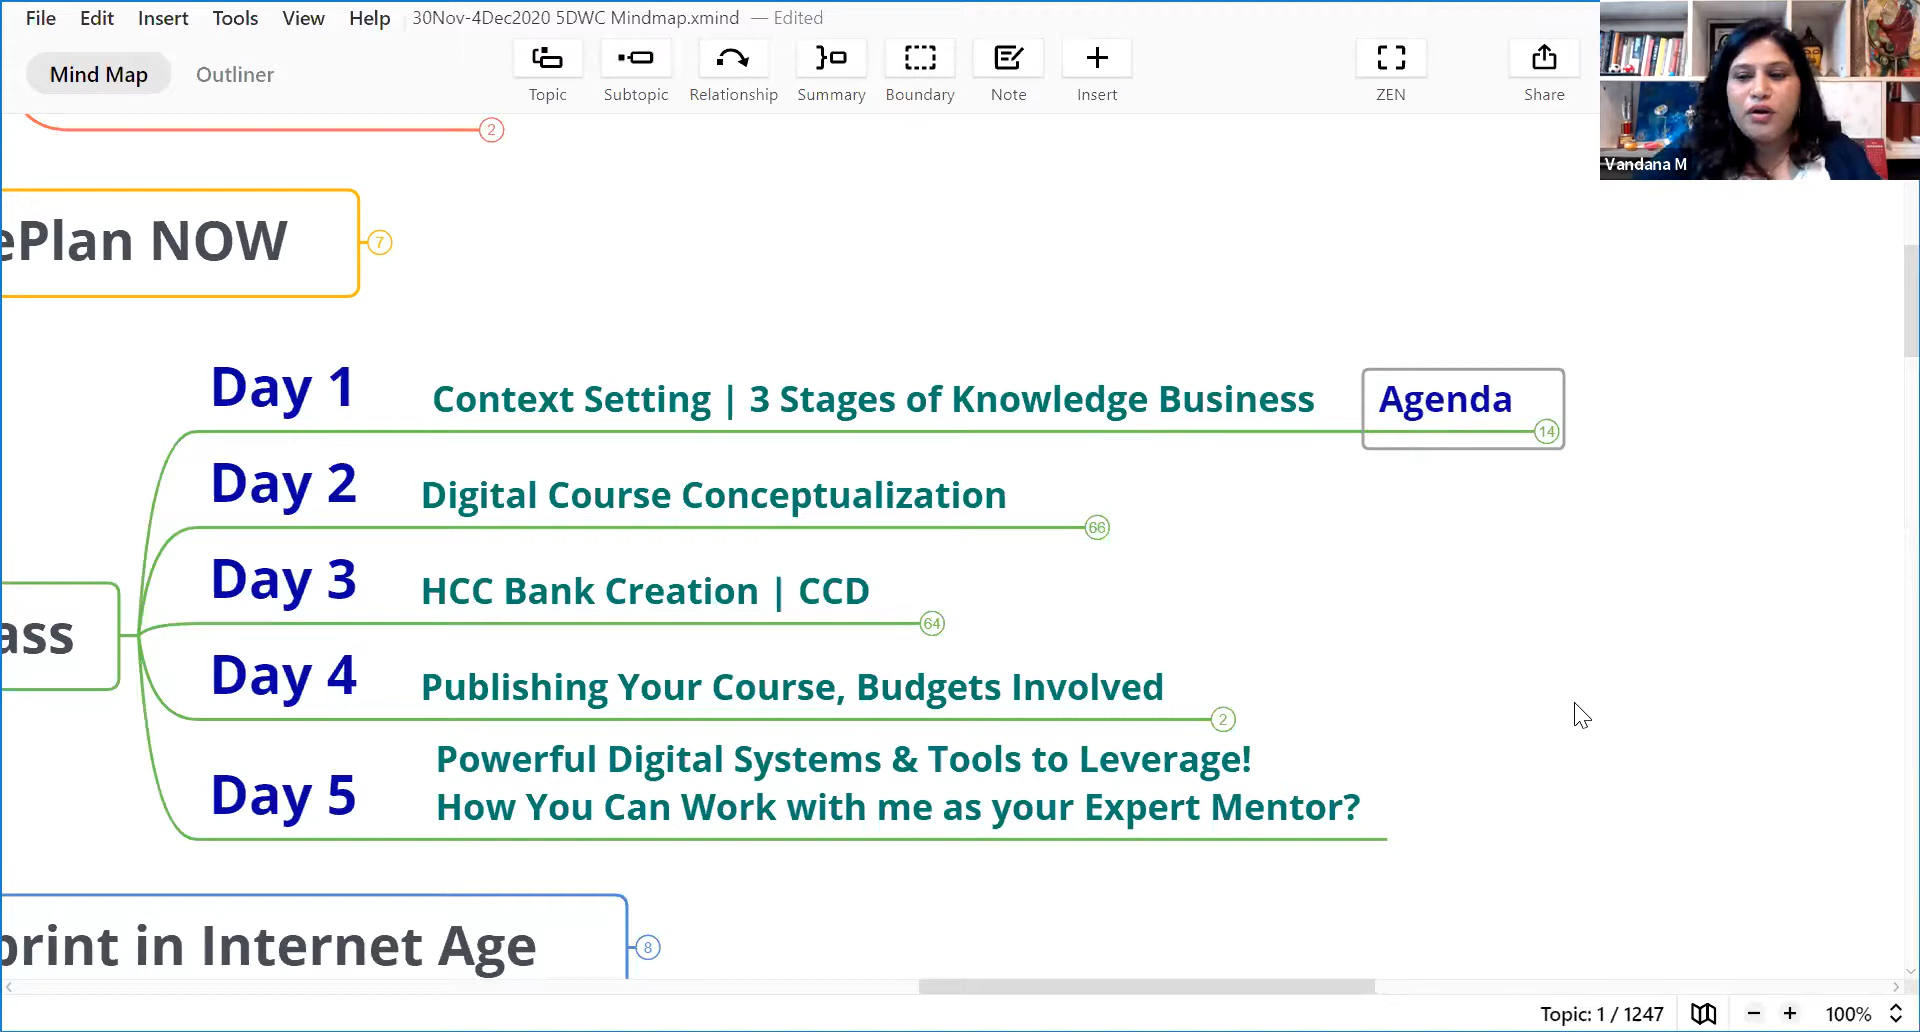 File Edit Insert Tools View Help 30Nov-4Dec2020 5DWC Mindmap.xmind — Edited
Mind Map Outliner
Topic Subtopic Relationship Summary Boundary Note Insert ZEN Share
Vandana M
2
ePlan NOW 7
Day 1 Context Setting | 3 Stages of Knowledge Business Agenda
14
Day 2 Digital Course Conceptualization
66
Day 3 HCC Bank Creation | CCD
64
ass
Day 4 Publishing Your Course, Budgets Involved
2
Powerful Digital Systems & Tools to Leverage!
Day 5 How You Can Work with me as your Expert Mentor?
print in Internet Age 8
Topic: 1 / 1247 100%